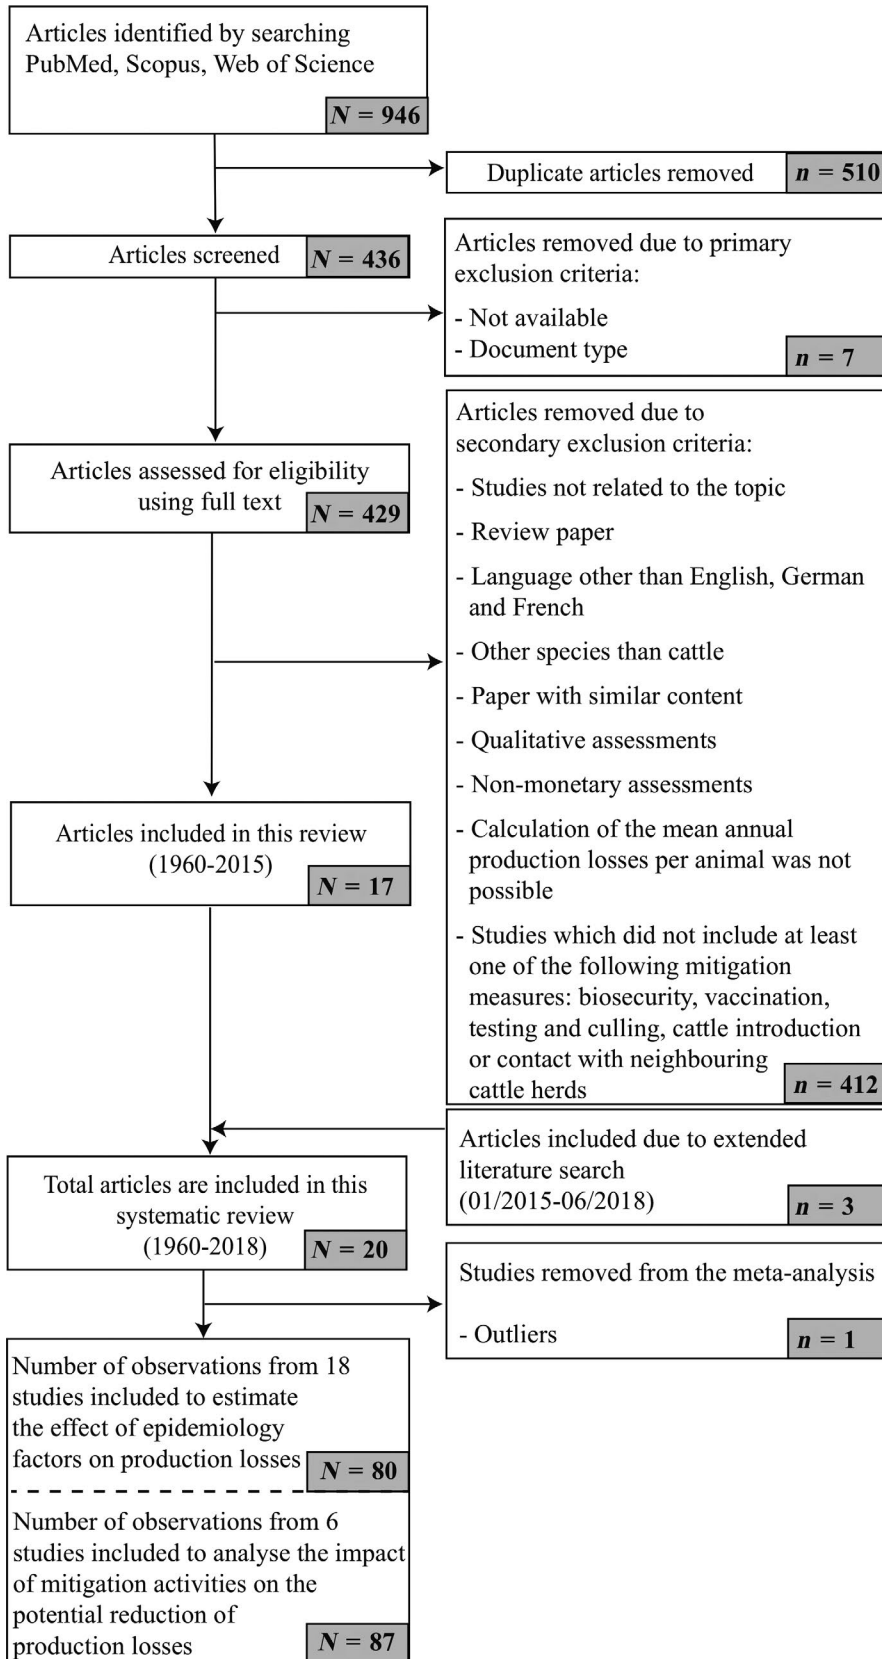 Articles identified by searching
PubMed, Scopus, Web of Science
N = 946
Duplicate articles removed
n = 510
Articles screened
N = 436
Articles removed due to primary
exclusion criteria:
- Not available
- Document type
n = 7
Articles assessed for eligibility
using full text
N = 429
Articles removed due to
secondary exclusion criteria:
- Studies not related to the topic
- Review paper
- Language other than English, German
and French
- Other species than cattle
- Paper with similar content
- Qualitative assessments
- Non-monetary assessments
- Calculation of the mean annual
production losses per animal was not
possible
- Studies which did not include at least
one of the following mitigation
measures: biosecurity, vaccination,
testing and culling, cattle introduction
or contact with neighbouring
cattle herds
n = 412
Articles included in this review
(1960-2015)
N = 17
Articles included due to extended
literature search
(01/2015-06/2018)
n = 3
Total articles are included in this
systematic review
(1960-2018)
N = 20
Studies removed from the meta-analysis
- Outliers
n = 1
Number of observations from 18
studies included to estimate
the effect of epidemiology
factors on production losses
N = 80
Number of observations from 6
studies included to analyse the impact
of mitigation activities on the
potential reduction of
production losses
N = 87